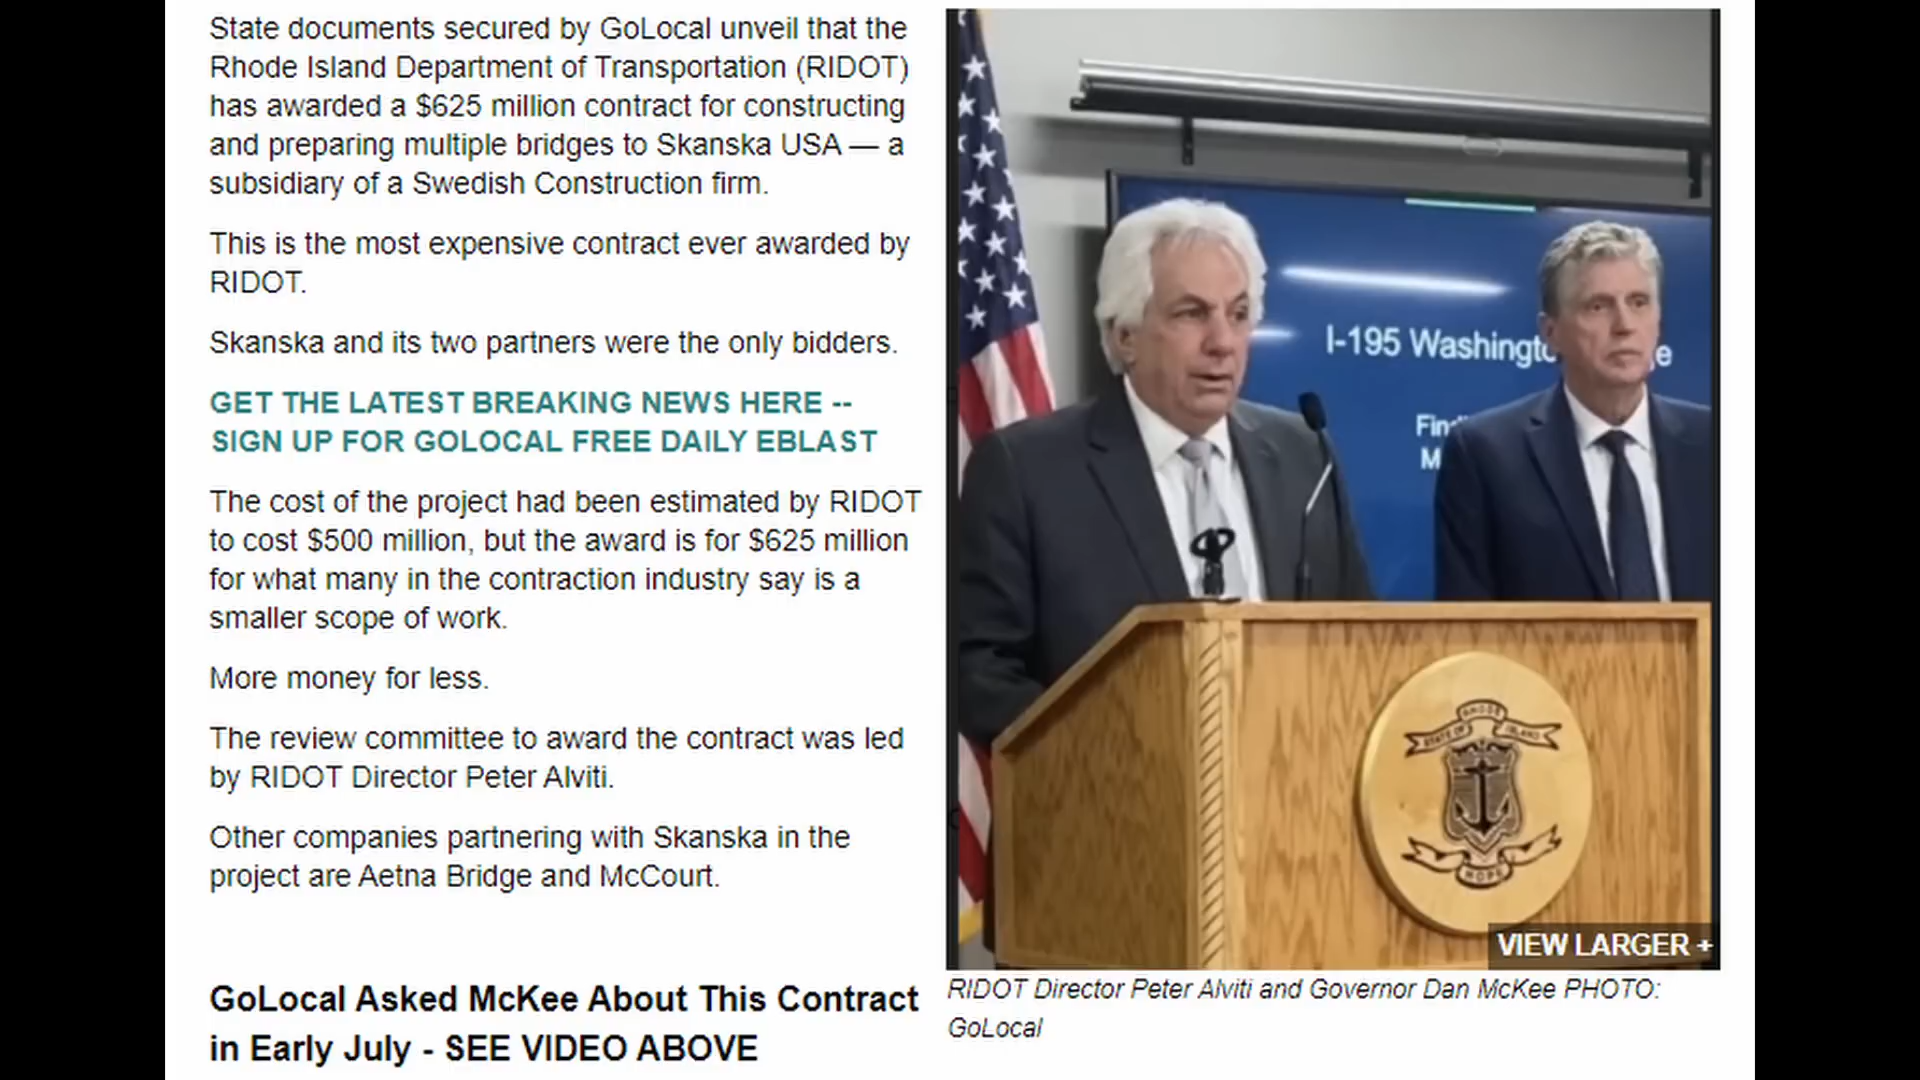 State documents secured by GoLocal unveil that the
Rhode Island Department of Transportation (RIDOT)
has awarded a $625 million contract for constructing
and preparing multiple bridges to Skanska USA — a
subsidiary of a Swedish Construction firm.
This is the most expensive contract ever awarded by
RIDOT.
Skanska and its two partners were the only bidders.
GET THE LATEST BREAKING NEWS HERE --
SIGN UP FOR GOLOCAL FREE DAILY EBLAST
The cost of the project had been estimated by RIDOT
to cost $500 million, but the award is for $625 million
for what many in the contraction industry say is a
smaller scope of work.
More money for less.
The review committee to award the contract was led
by RIDOT Director Peter Alviti.
Other companies partnering with Skanska in the
project are Aetna Bridge and McCourt.
GoLocal Asked McKee About This Contract
in Early July - SEE VIDEO ABOVE
I-195 Washingto
e
Fin
M
RHODE
STATE OF ISLAND
HOPE
VIEW LARGER +
RIDOT Director Peter Alviti and Governor Dan McKee PHOTO:
GoLocal